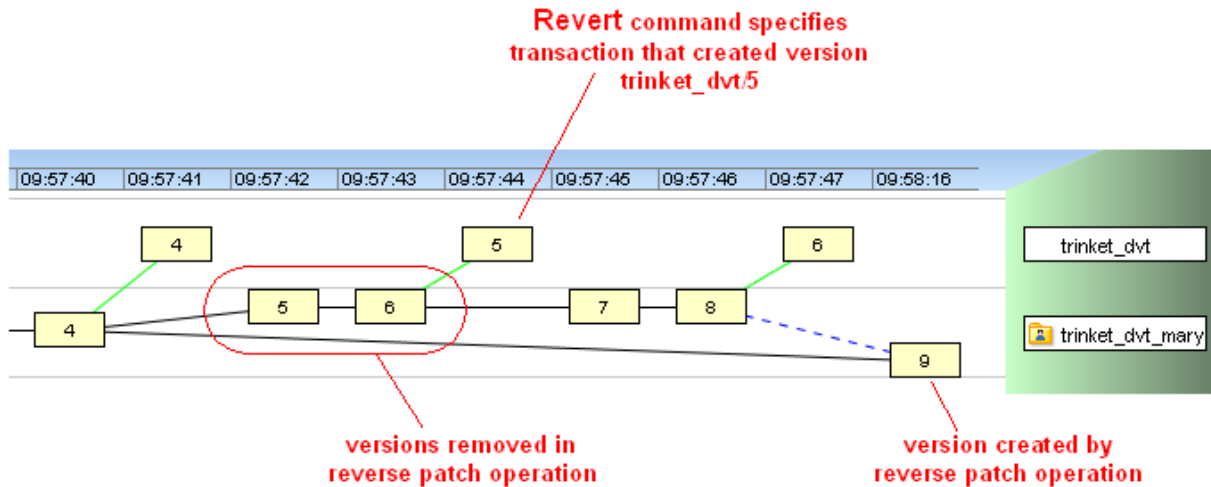 Revert command specifies
transaction that created version
trinket_dvt/5
09:57:40 09:57:41 09:57:42 09:57:43 09:57:44 09:57:45 09:57:46 09:57:47 09:58:16
4 5 6 trinket_dvt
4 5 6 7 8 trinket_dvt_mary
9
versions removed in
reverse patch operation
version created by
reverse patch operation